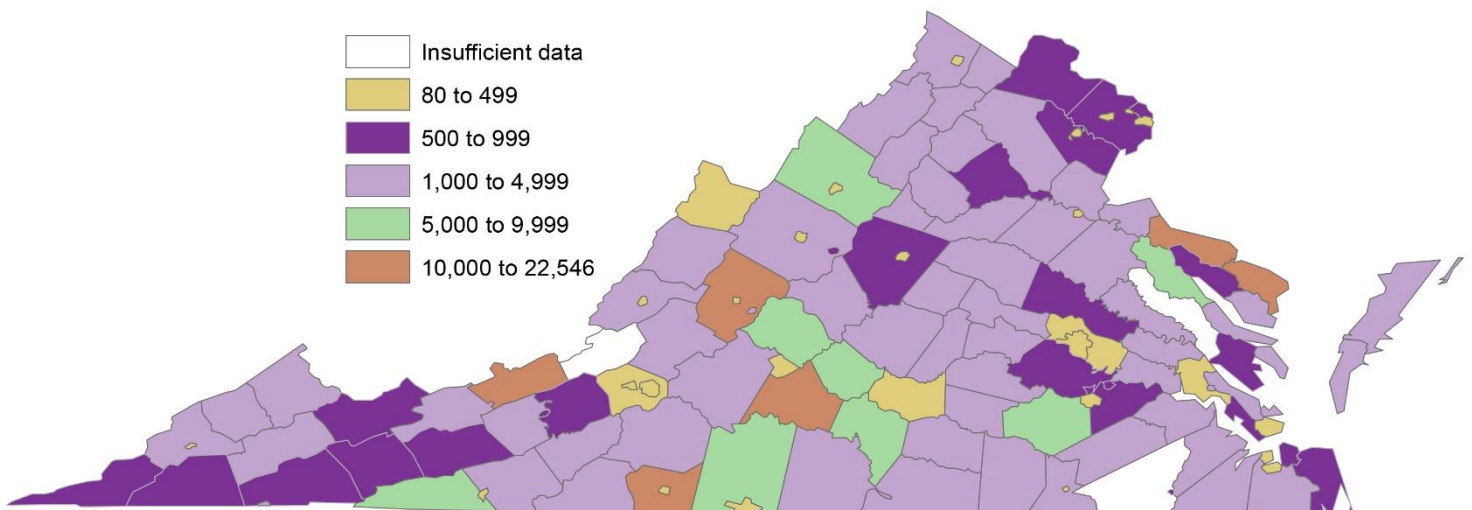 Insufficient data
80 to 499
500 to 999
1,000 to 4,999
5,000 to 9,999
10,000 to 22,546